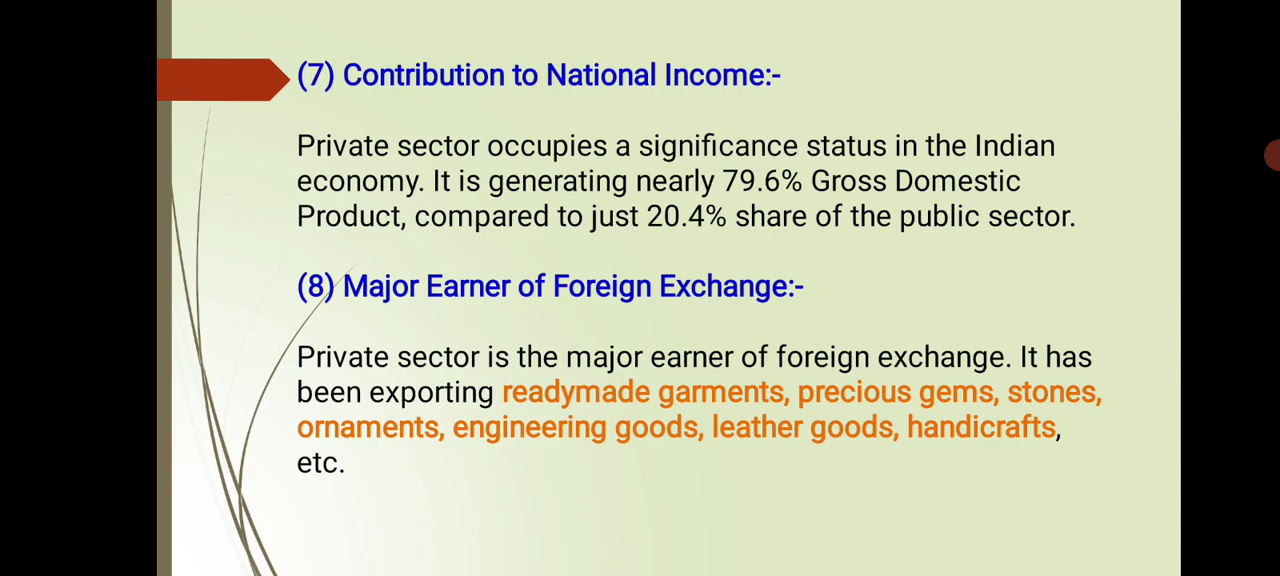 (7) Contribution to National Income:-
Private sector occupies a significance status in the Indian
economy. It is generating nearly 79.6% Gross Domestic
Product, compared to just 20.4% share of the public sector.
(8) Major Earner of Foreign Exchange:-
Private sector is the major earner of foreign exchange. It has
been exporting readymade garments, precious gems, stones,
ornaments, engineering goods, leather goods, handicrafts,
etc.